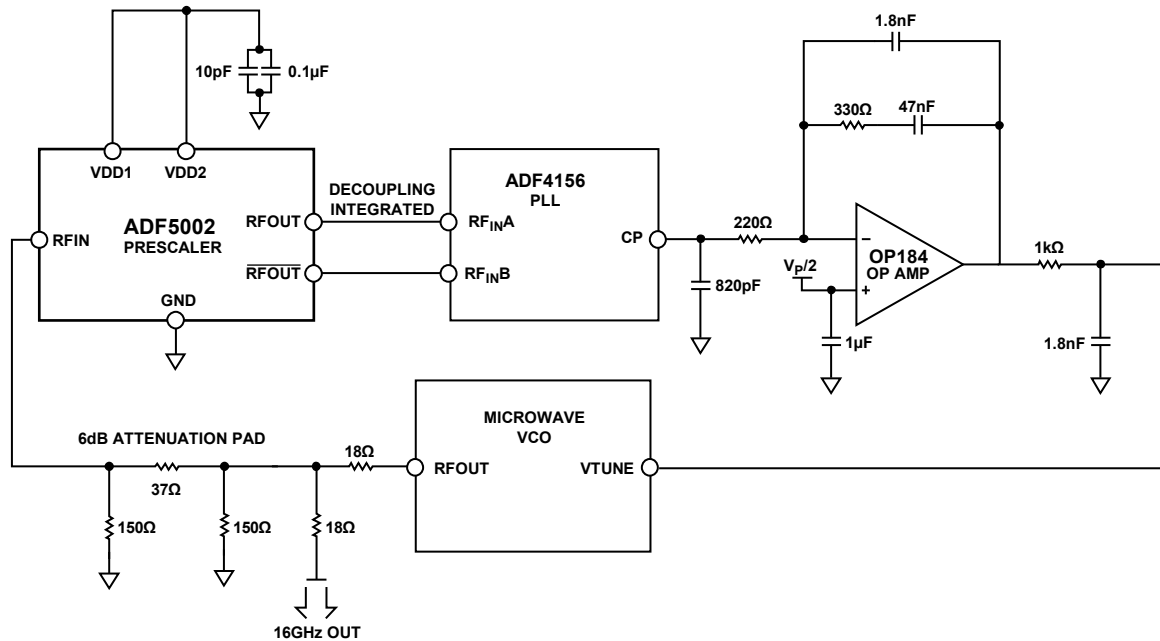 1.8nF
10pF
0.1µF
330Ω
47nF
VDD1
VDD2
ADF5002
PRESCALER
RFIN
RFOUT
R̅F̅O̅U̅T̅
GND
DECOUPLING
INTEGRATED
ADF4156
PLL
RFINA
RFINB
CP
220Ω
820pF
VP/2
−
+
OP184
OP AMP
1µF
1kΩ
1.8nF
MICROWAVE
VCO
RFOUT
VTUNE
6dB ATTENUATION PAD
18Ω
37Ω
150Ω
150Ω
18Ω
16GHz OUT